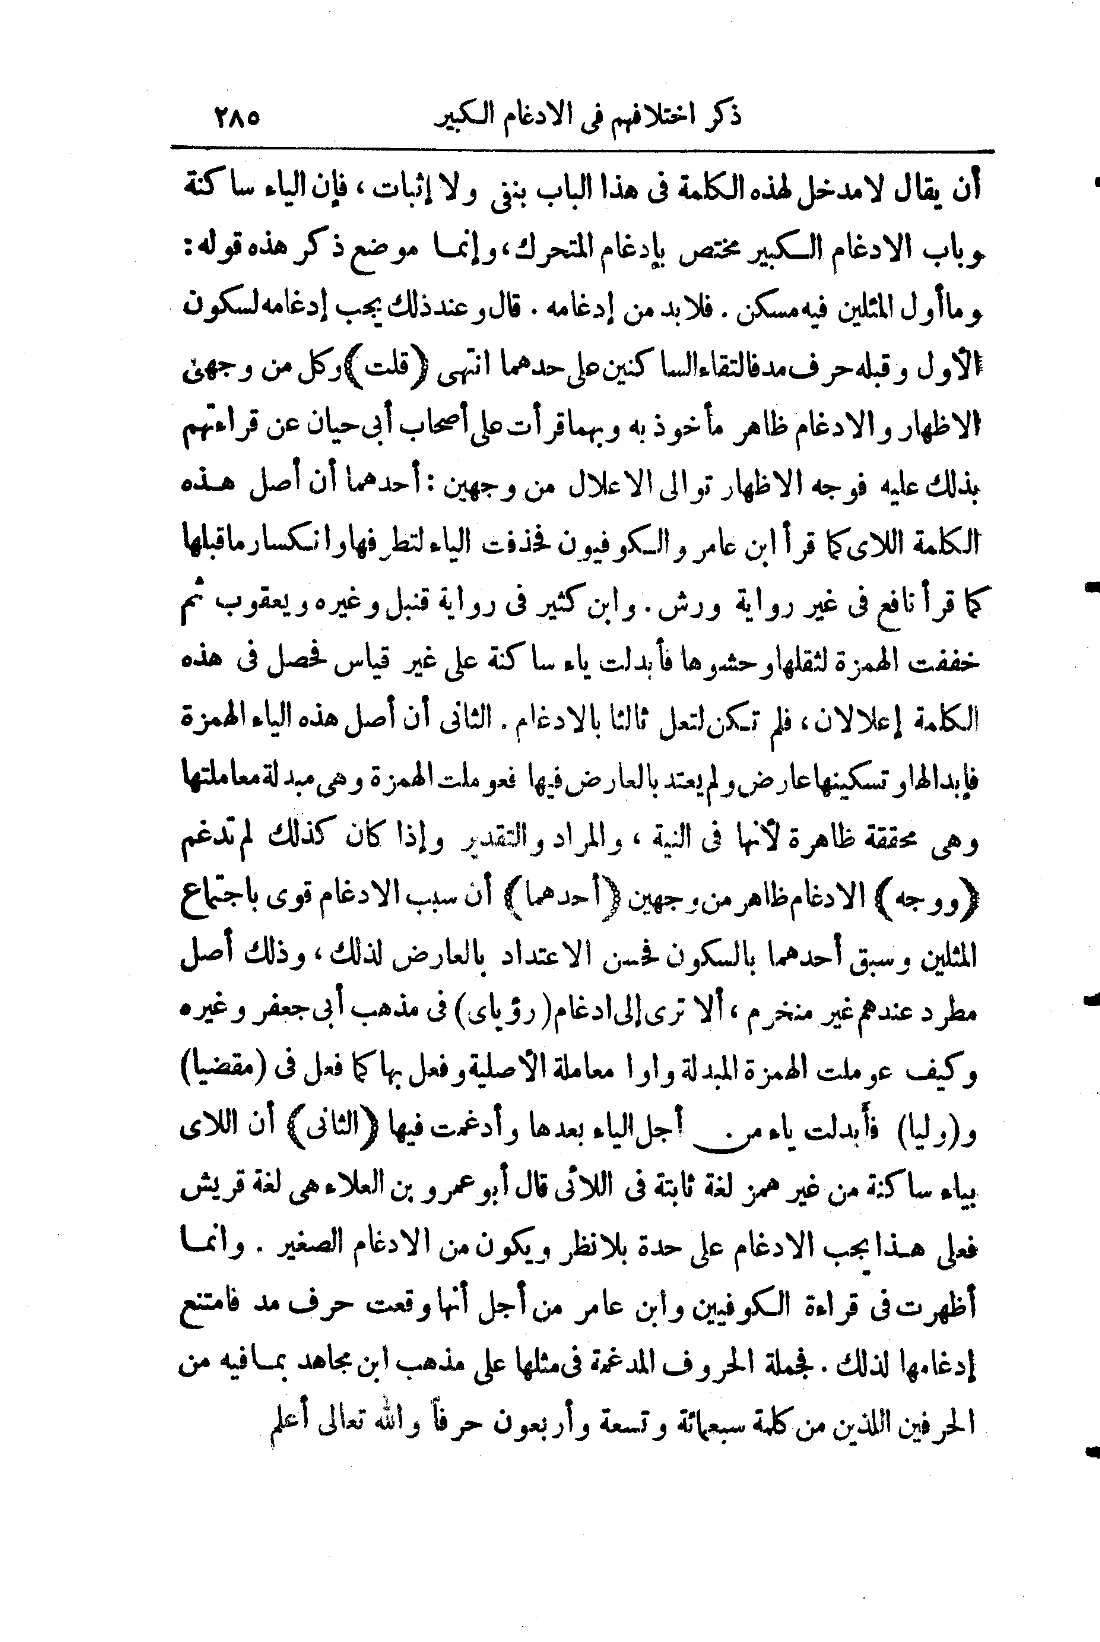 ذكر اختلافهم فى الادغام الكبير ٢٨٥
أن يقال لامدخل لهذه الكلمة فى هذا الباب بنفى ولا إثبات ، فإن الياء ساكنة
وباب الادغام الكبير مختص بإدغام المتحرك، وإنما موضع ذكر هذه قوله:
وما أول المثلين فيه مسكن . فلابد من إدغامه . قال وعند ذلك يجب إدغامه لسكون
الأول وقبله حرف مد فالتقاء الساكنين على حدهما انتهى (قلت) وكل من وجهى
الاظهار والادغام ظاهر مأخوذ به وبهما قرأت على أصحاب أبى حيان عن قراءتهم
بذلك عليه فوجه الاظهار توالى الاعلال من وجهين : أحدهما أن أصل هذه
الكلمة اللاى كما قرأ ابن عامر والكوفيون فحذفت الياء لتطرفها وانكسار ماقبلها
كما قرأ نافع فى غير رواية ورش. وابن كثير فى رواية قنبل وغيره ويعقوب ثم
خففت الهمزة لثقلها وحشوها فأبدلت ياء ساكنة على غير قياس فحصل فى هذه
الكلمة إعلالان، فلم تكن لتعل ثالثا بالادغام . الثانى أن أصل هذه الياء الهمزة
فإبدالها وتسكينها عارض ولم يعتد بالعارض فيها فعوملت الهمزة وهى مبدلة معاملتها
وهى محققة ظاهرة لأنها فى النية ، والمراد والتقدير وإذا كان كذلك لم تدغم
(ووجه) الادغام ظاهر من وجهين (أحدهما) أن سبب الادغام قوى باجتماع
المثلين وسبق أحدهما بالسكون فحسن الاعتداد بالعارض لذلك ، وذلك أصل
مطرد عندهم غير منخرم ، ألا ترى إلى ادغام (رؤياى) فى مذهب أبى جعفر وغيره
وكيف عوملت الهمزة المبدلة واوا معاملة الأصلية وفعل بها كما فعل فى (مقضيا)
و(وليا) فأبدلت ياء من أجل الياء بعدها وأدغمت فيها (الثانى) أن اللاى
بياء ساكنة من غير همز لغة ثابتة فى اللائى قال أبو عمرو بن العلاء هى لغة قريش
فعلى هذا يجب الادغام على حدة بلا نظر ويكون من الادغام الصغير . وانما
أظهرت فى قراءة الكوفيين وابن عامر من أجل أنها وقعت حرف مد فامتنع
إدغامها لذلك . فجملة الحروف المدغمة فى مثلها على مذهب ابن مجاهد بما فيه من
الحرفين اللذين من كلمة سبعمائة وتسعة وأربعون حرفاً والله تعالى أعلم